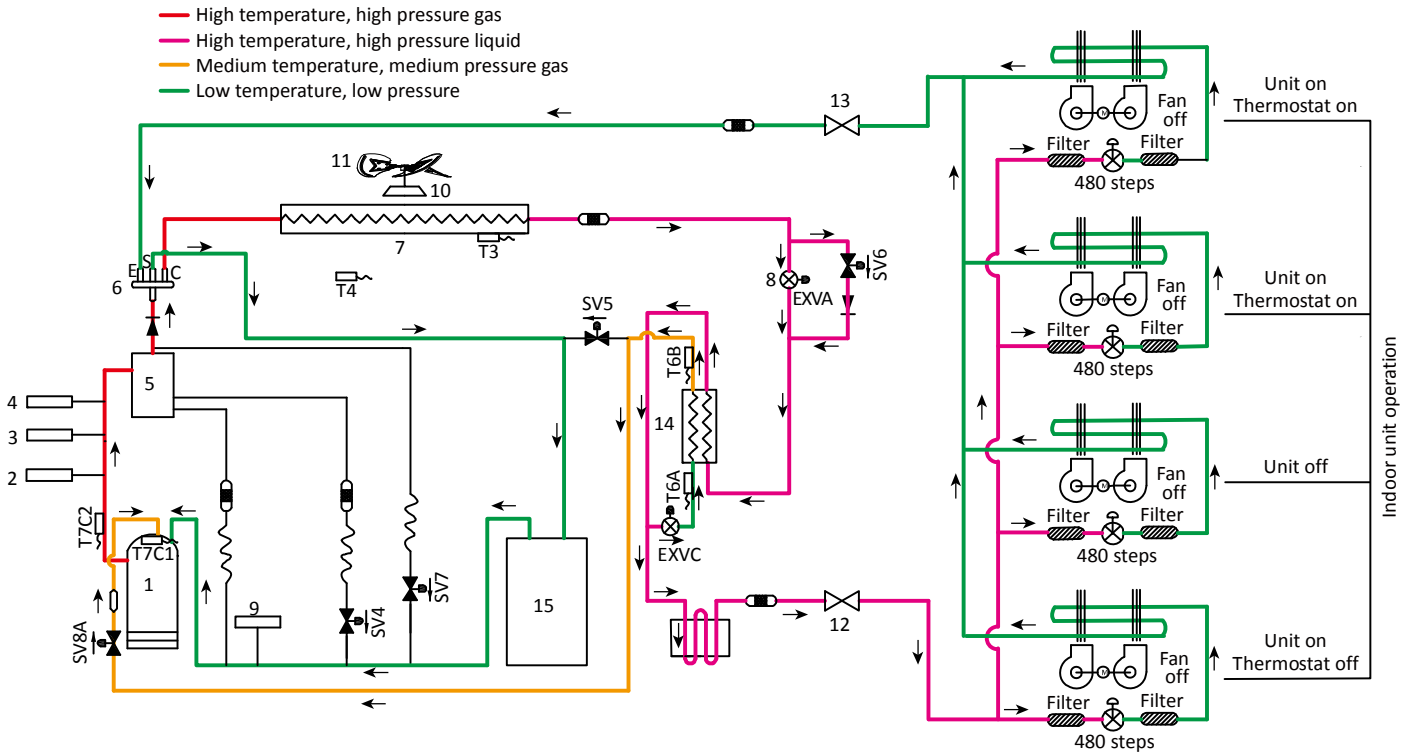 High temperature, high pressure gas
High temperature, high pressure liquid
Medium temperature, medium pressure gas
Low temperature, low pressure
13
11
10
7
T3
T4
E
S
C
6
8
EXVA
SV6
SV5
T6B
14
T6A
EXVC
5
4
3
2
T7C2
T7C1
1
SV8A
9
SV4
SV7
15
12
Fan
off
Filter
Filter
480 steps
M
Unit on
Thermostat on
Fan
off
Filter
Filter
480 steps
M
Unit on
Thermostat on
Fan
off
Filter
Filter
480 steps
M
Unit off
Fan
off
Filter
Filter
480 steps
M
Unit on
Thermostat off
Indoor unit operation